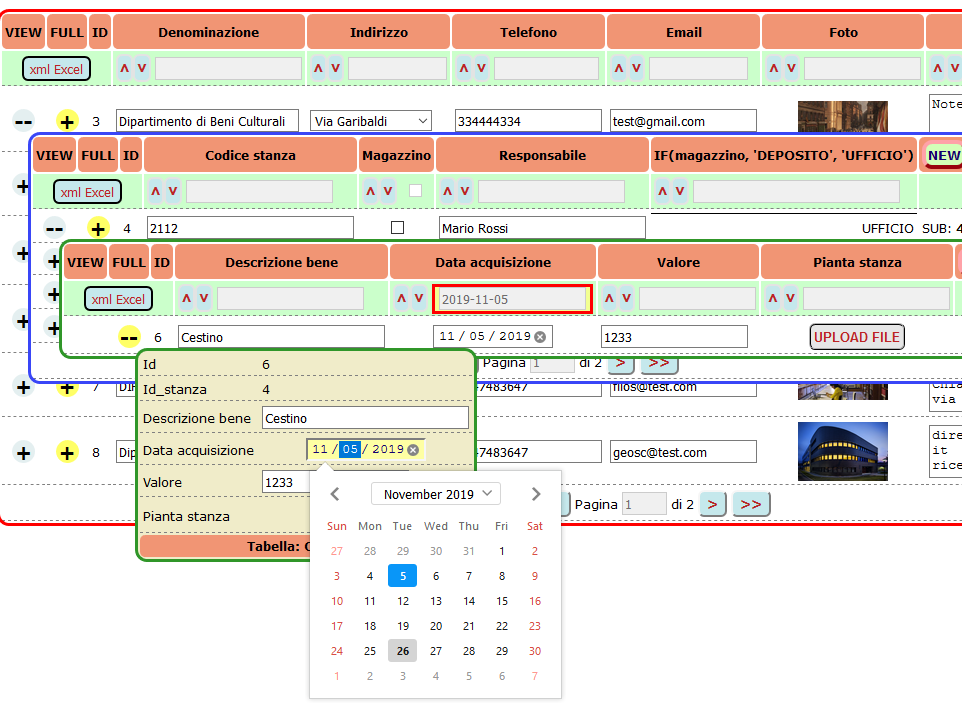 VIEW FULL ID Denominazione Indirizzo Telefono Email Foto
xml Excel ʌ v ʌ v ʌ v ʌ v ʌ v ʌ v
-- + 3 Dipartimento di Beni Culturali Via Garibaldi 334444334 test@gmail.com Note
VIEW FULL ID Codice stanza Magazzino Responsabile IF(magazzino, 'DEPOSITO', 'UFFICIO') NEW
+ xml Excel ʌ v ʌ v ʌ v ʌ v
-- + 4 2112 Mario Rossi UFFICIO SUB: 4
+ + VIEW FULL ID Descrizione bene Data acquisizione Valore Pianta stanza
+ xml Excel ʌ v ʌ v 2019-11-05 ʌ v ʌ v
+ + -- 6 Cestino 11 / 05 / 2019 1233 UPLOAD FILE
Id 6 Pagina 1 di 2 > >>
+ + 7 -7483647 filos@test.com via
Id_stanza 4
Descrizione bene Cestino
Data acquisizione 11 / 05 / 2019
+ + 8 Dip -7483647 geosc@test.com dire
it
rice
Valore 1233
November 2019
Pagina 1 di 2 > >>
Pianta stanza
Sun Mon Tue Wed Thu Fri Sat
Tabella:
27 28 29 30 31 1 2
3 4 5 6 7 8 9
10 11 12 13 14 15 16
17 18 19 20 21 22 23
24 25 26 27 28 29 30
1 2 3 4 5 6 7